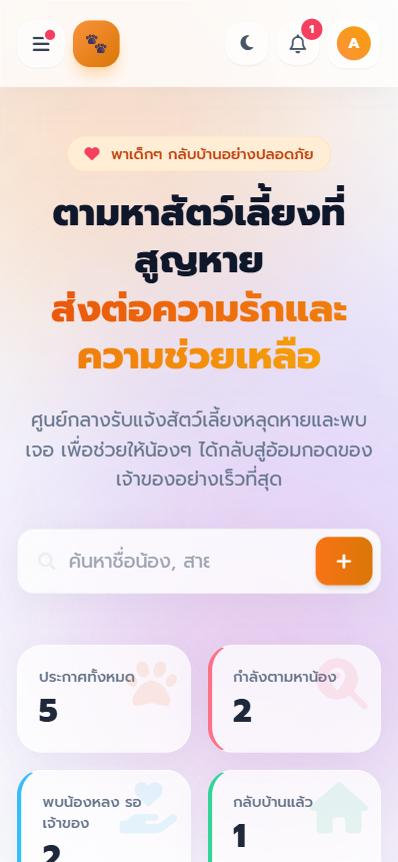 1
A
พาเด็กๆ กลับบ้านอย่างปลอดภัย
ตามหาสัตว์เลี้ยงที่
สูญหาย
ส่งต่อความรักและ
ความช่วยเหลือ
ศูนย์กลางรับแจ้งสัตว์เลี้ยงหลุดหายและพบ
เจอ เพื่อช่วยให้น้องๆ ได้กลับสู่อ้อมกอดของ
เจ้าของอย่างเร็วที่สุด
ค้นหาชื่อน้อง, สาย
ประกาศทั้งหมด
5
กำลังตามหาน้อง
2
พบน้องหลง รอ
เจ้าของ
2
กลับบ้านแล้ว
1